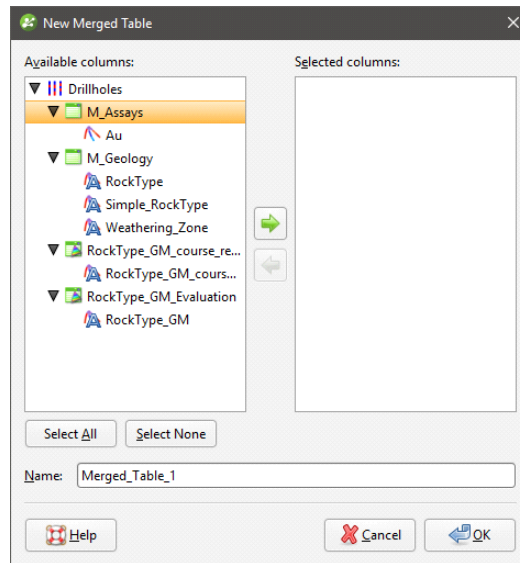 New Merged Table
Available columns:
Selected columns:
Drillholes
M_Assays
Au
M_Geology
RockType
Simple_RockType
Weathering_Zone
RockType_GM_course_re...
RockType_GM_cours...
RockType_GM_Evaluation
RockType_GM
Select All
Select None
Name:
Merged_Table_1
Help
Cancel
OK